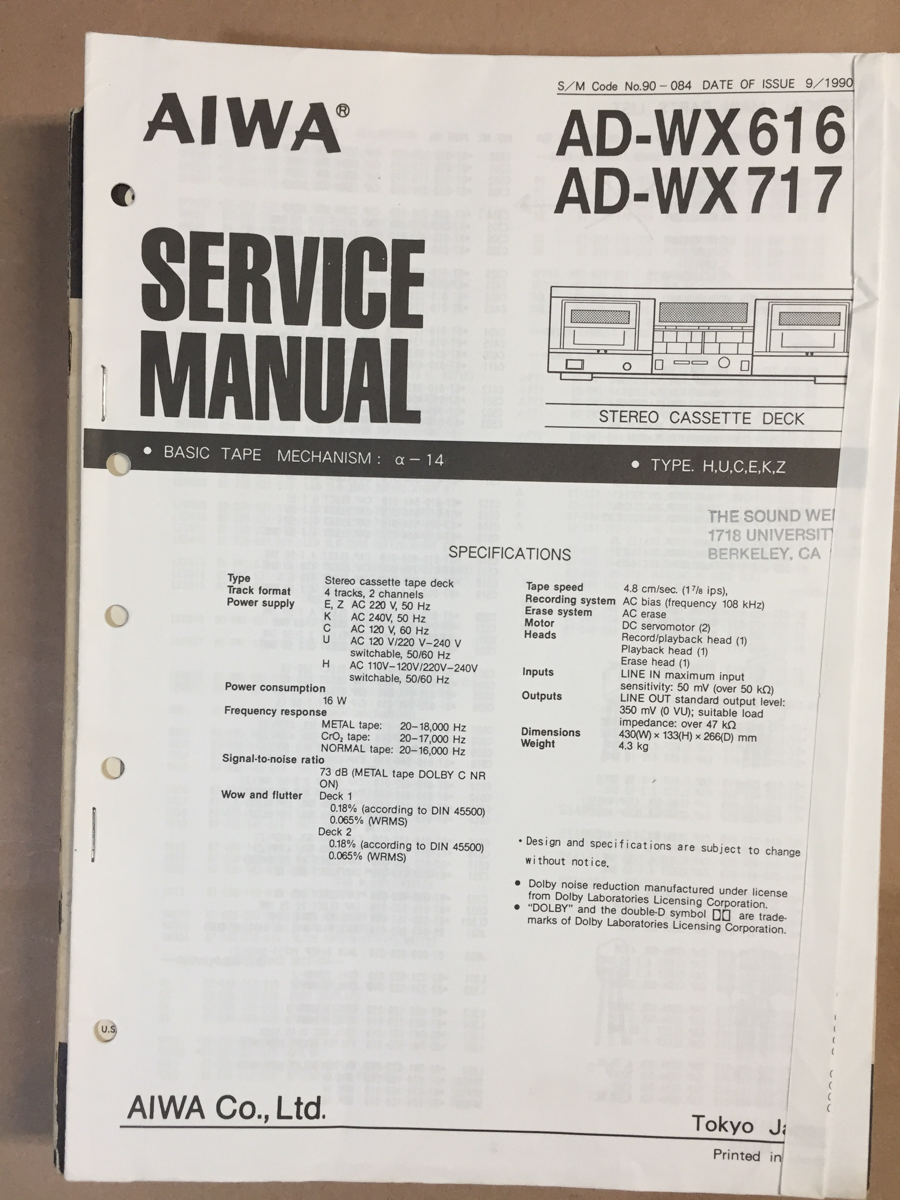 S/M Code No.90-084 DATE OF ISSUE 9/1990
AIWA®
AD-WX616
AD-WX717
SERVICE
MANUAL
STEREO CASSETTE DECK
• BASIC TAPE MECHANISM: α-14
• TYPE. H,U,C,E,K,Z
THE SOUND
1718
BERKELEY, CA
SPECIFICATIONS
Type Stereo cassette tape deck
Track format 4 tracks, 2 channels
Power supply E, Z AC 220 V, 50 Hz
K AC 240V, 50 Hz
C AC 120 V, 60 Hz
U AC 120 V/220 V-240 V
switchable, 50/60 Hz
H AC 110V-120V/220V-240V
switchable, 50/60 Hz
Power consumption
16 W
Frequency response
METAL tape: 20-18,000 Hz
CrO₂ tape: 20-17,000 Hz
NORMAL tape: 20-16,000 Hz
Signal-to-noise ratio
73 dB (METAL tape DOLBY C NR
ON)
Wow and flutter Deck 1
0.18% (according to DIN 45500)
0.065% (WRMS)
Deck 2
0.18% (according to DIN 45500)
0.065% (WRMS)
Tape speed 4.8 cm/sec. (1⁷/₈ ips),
Recording system AC bias (frequency 108 kHz)
Erase system AC erase
Motor DC servomotor (2)
Heads Record/playback head (1)
Playback head (1)
Erase head (1)
Inputs LINE IN maximum input
sensitivity: 50 mV (over 50 kΩ)
Outputs LINE OUT standard output level:
350 mV (0 VU); suitable load
impedance: over 47 kΩ
Dimensions 430(W)×133(H)×266(D) mm
Weight 4.3 kg
• Design and specifications are subject to change
without notice.
• Dolby noise reduction manufactured under license
from Dolby Laboratories Licensing Corporation.
• “DOLBY” and the double-D symbol are trade-
marks of Dolby Laboratories Licensing Corporation.
U.S.
AIWA Co., Ltd.
Tokyo
Printed in